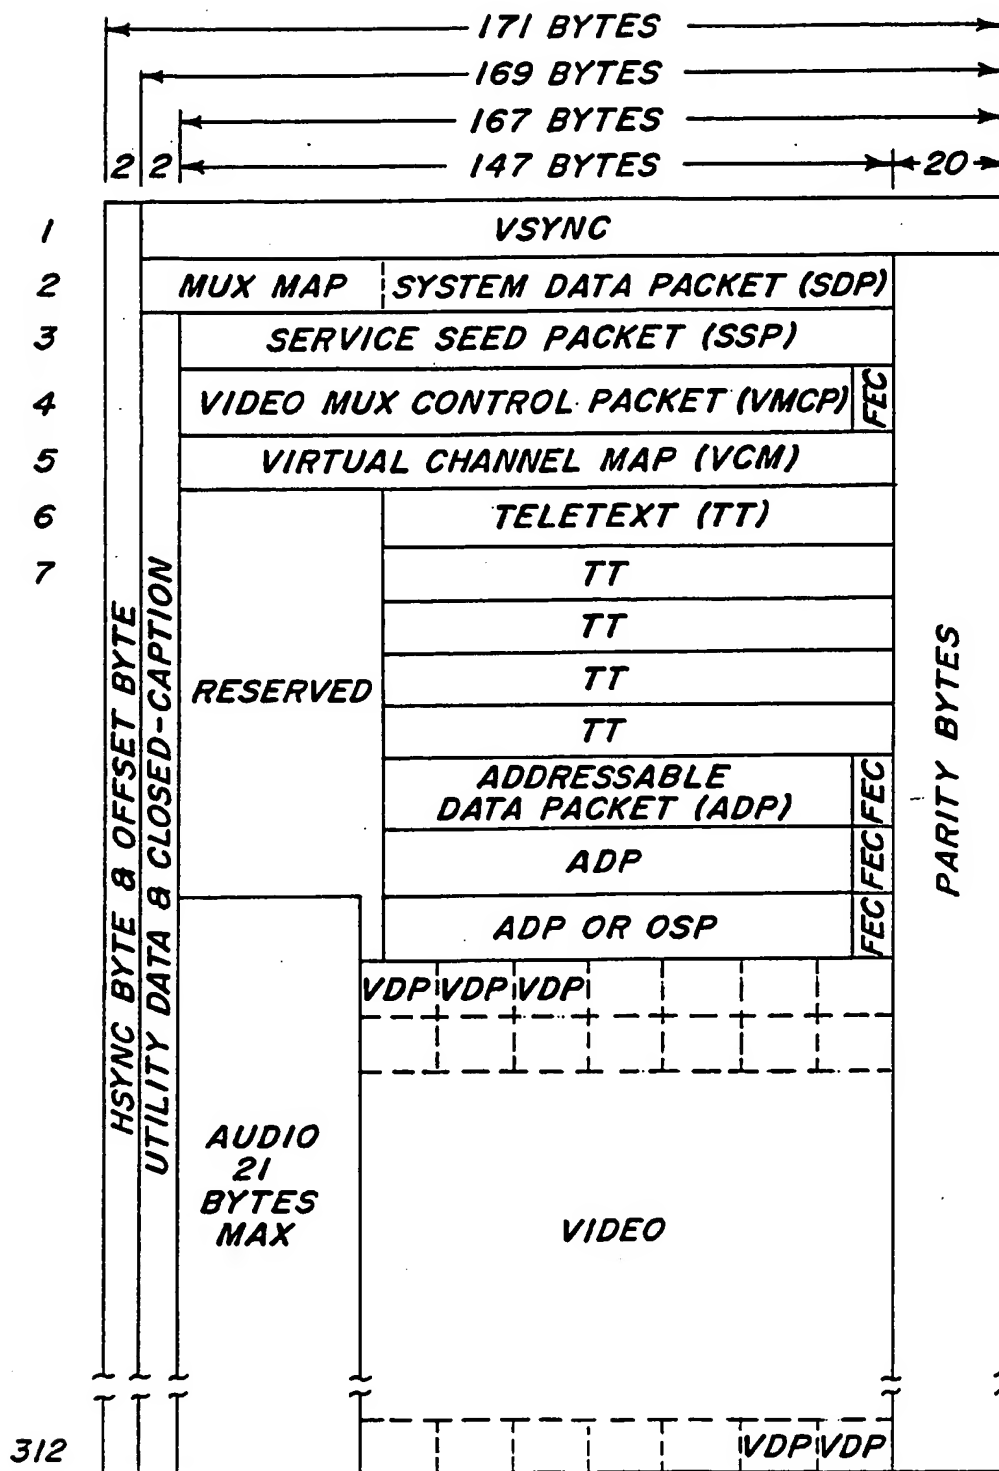 171 BYTES
169 BYTES
167 BYTES
2 2 147 BYTES 20
1 VSYNC
2 MUX MAP SYSTEM DATA PACKET (SDP)
3 SERVICE SEED PACKET (SSP)
4 VIDEO MUX CONTROL PACKET (VMCP) FEC
5 VIRTUAL CHANNEL MAP (VCM)
6 TELETEXT (TT)
7 TT
TT
TT
TT
RESERVED
ADDRESSABLE
DATA PACKET (ADP) FEC
ADP FEC
ADP OR OSP FEC
HSYNC BYTE & OFFSET BYTE
UTILITY DATA & CLOSED-CAPTION
PARITY BYTES
VDP VDP VDP
AUDIO
21
BYTES
MAX
VIDEO
312 VDP VDP